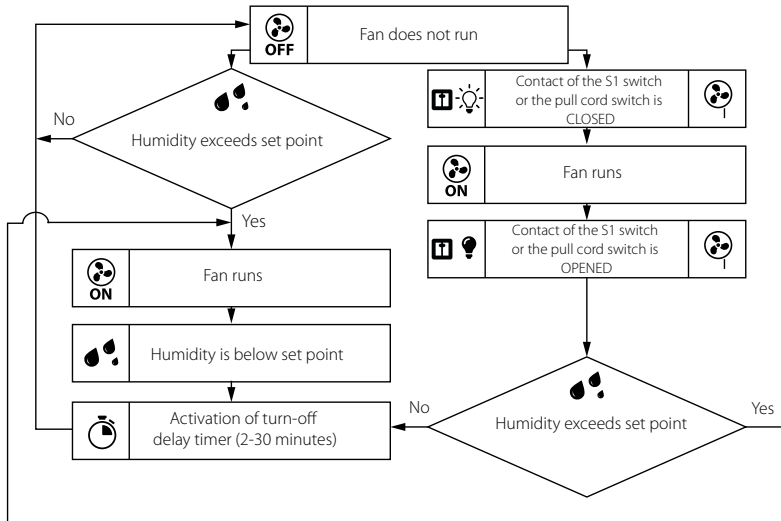 OFF
Fan does not run
No
Humidity exceeds set point
Yes
ON
Fan runs
Humidity is below set point
Activation of turn-off
delay timer (2-30 minutes)
Contact of the S1 switch
or the pull cord switch is
CLOSED
I
ON
Fan runs
Contact of the S1 switch
or the pull cord switch is
OPENED
I
No
Humidity exceeds set point
Yes